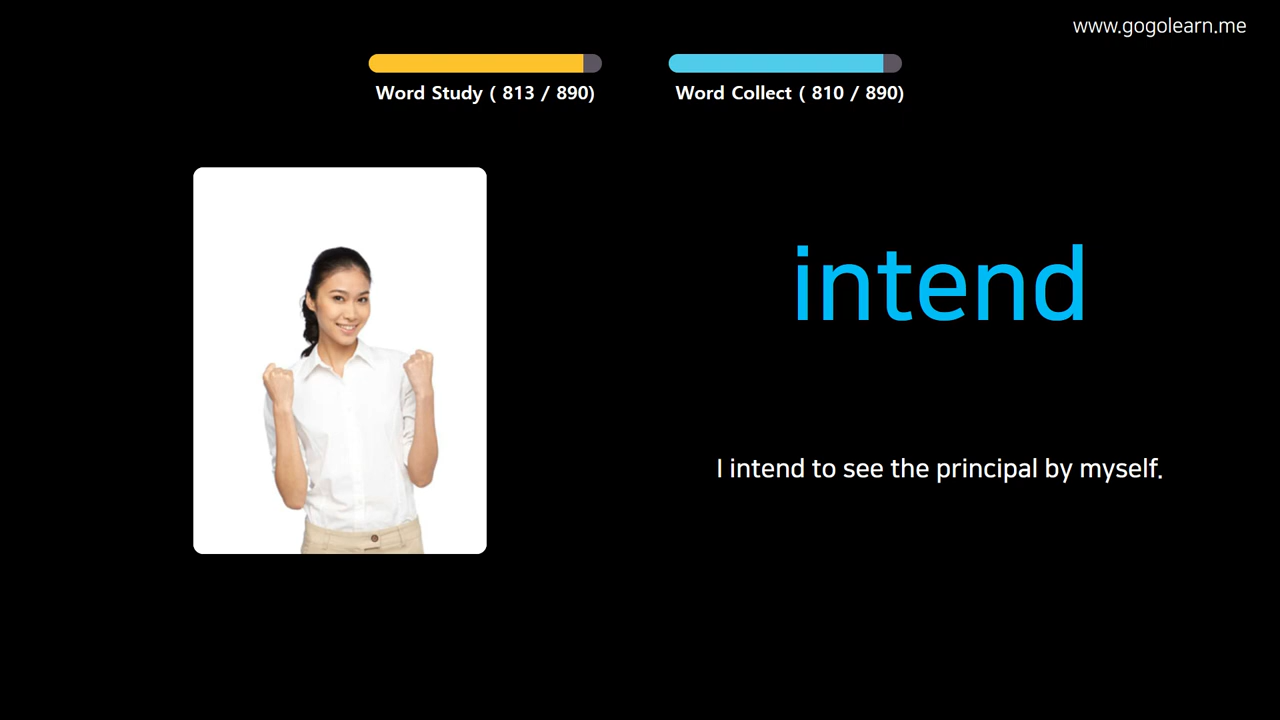 www.gogolearn.me
Word Study ( 813 / 890)
Word Collect ( 810 / 890)
intend
I intend to see the principal by myself.